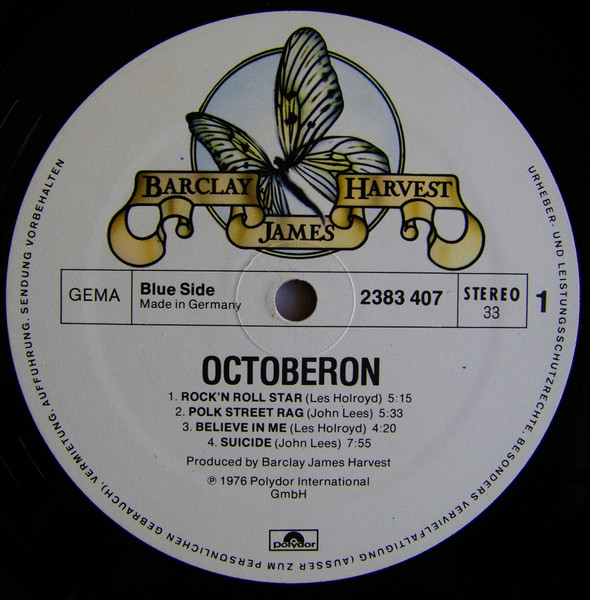 BARCLAY
JAMES
HARVEST
GEMA
Blue Side
Made in Germany
2383 407
STEREO
33
1
OCTOBERON
1. ROCK'N ROLL STAR (Les Holroyd) 5:15
2. POLK STREET RAG (John Lees) 5:33
3. BELIEVE IN ME (Les Holroyd) 4:20
4. SUICIDE (John Lees) 7:55
Produced by Barclay James Harvest
℗ 1976 Polydor International
GmbH
polydor
URHEBER- UND LEISTUNGSSCHUTZRECHTE, BESONDERS VERVIELFÄLTIGUNG (AUSSER ZUM PERSÖNLICHEN GEBRAUCH), VERMIETUNG, AUFFÜHRUNG, SENDUNG VORBEHALTEN